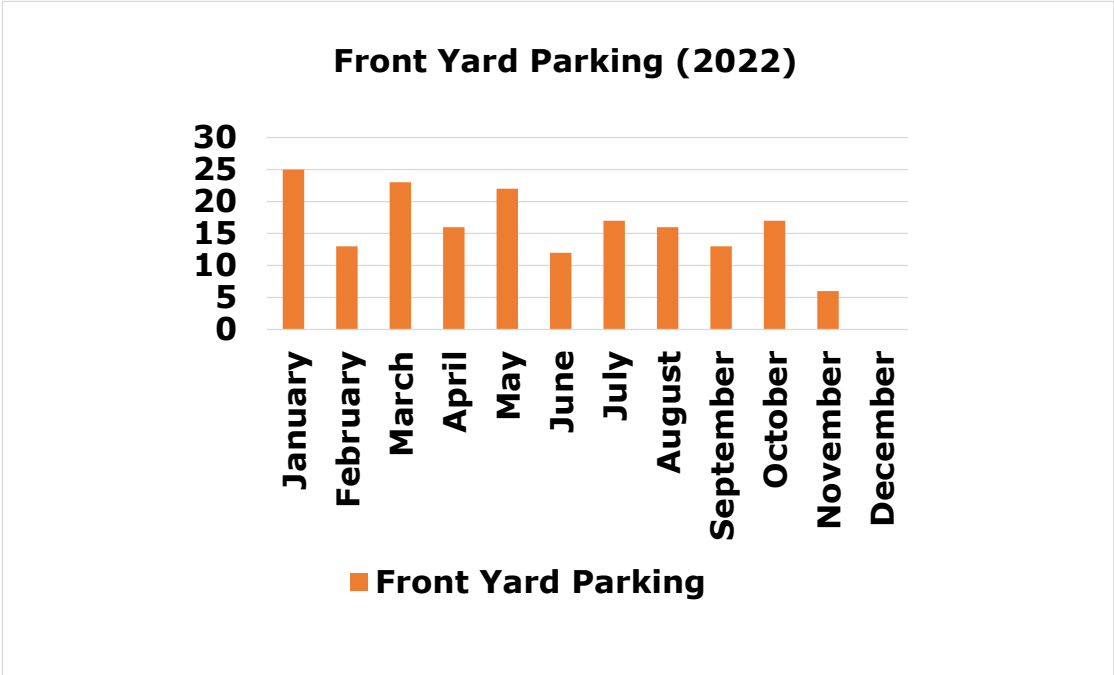 Front Yard Parking (2022)
30
25
20
15
10
5
0
January
February
March
April
May
June
July
August
September
October
November
December
Front Yard Parking